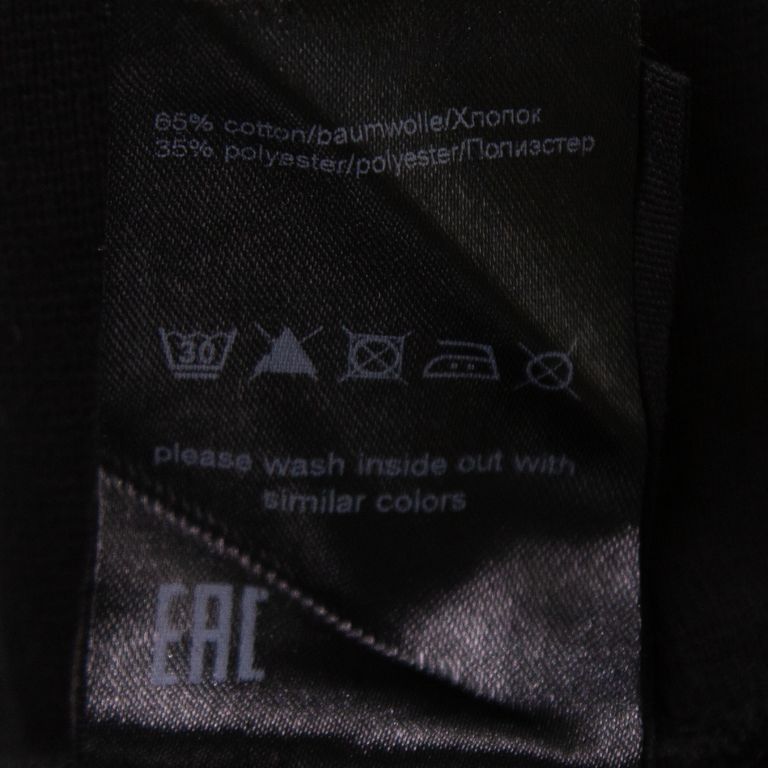 65% cotton/baumwolle/Хлопок
35% polyester/polyester/Полиэстер
30
please wash inside out with
similar colors
EAC